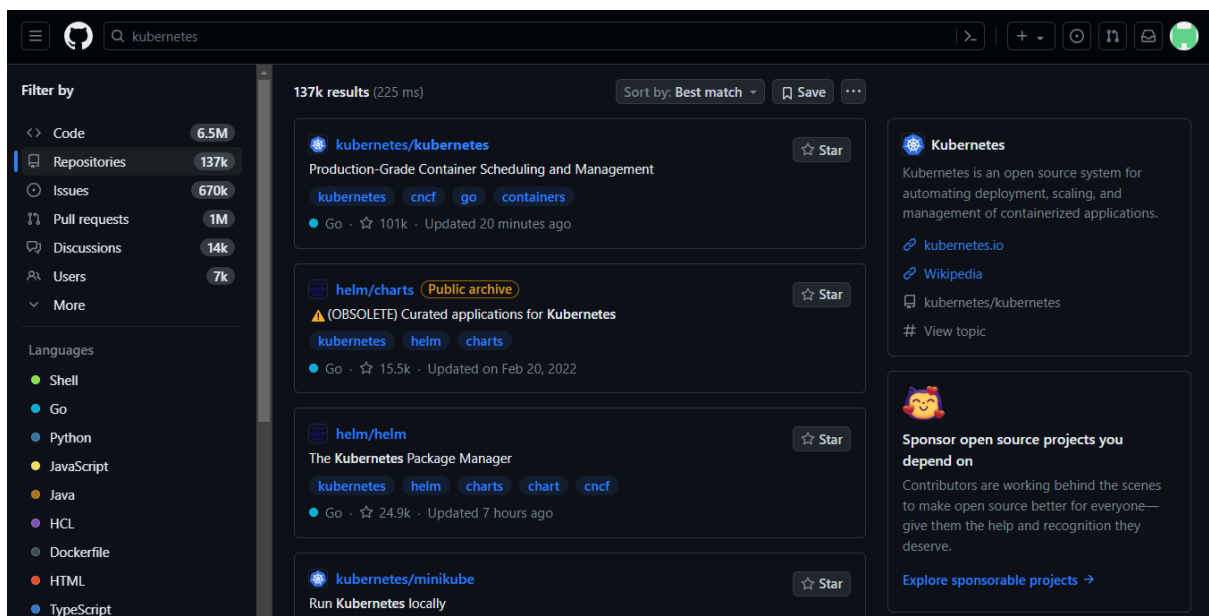 kubernetes
Filter by
Code 6.5M
Repositories 137k
Issues 670k
Pull requests 1M
Discussions 14k
Users 7k
More
Languages
Shell
Go
Python
JavaScript
Java
HCL
Dockerfile
HTML
TypeScript
137k results (225 ms)
Sort by: Best match
Save
kubernetes/kubernetes
Star
Production-Grade Container Scheduling and Management
kubernetes cncf go containers
Go · 101k · Updated 20 minutes ago
helm/charts Public archive
Star
(OBSOLETE) Curated applications for Kubernetes
kubernetes helm charts
Go · 15.5k · Updated on Feb 20, 2022
helm/helm
Star
The Kubernetes Package Manager
kubernetes helm charts chart cncf
Go · 24.9k · Updated 7 hours ago
kubernetes/minikube
Star
Run Kubernetes locally
Kubernetes
Kubernetes is an open source system for
automating deployment, scaling, and
management of containerized applications.
kubernetes.io
Wikipedia
kubernetes/kubernetes
# View topic
Sponsor open source projects you
depend on
Contributors are working behind the scenes
to make open source better for everyone—
give them the help and recognition they
deserve.
Explore sponsorable projects →